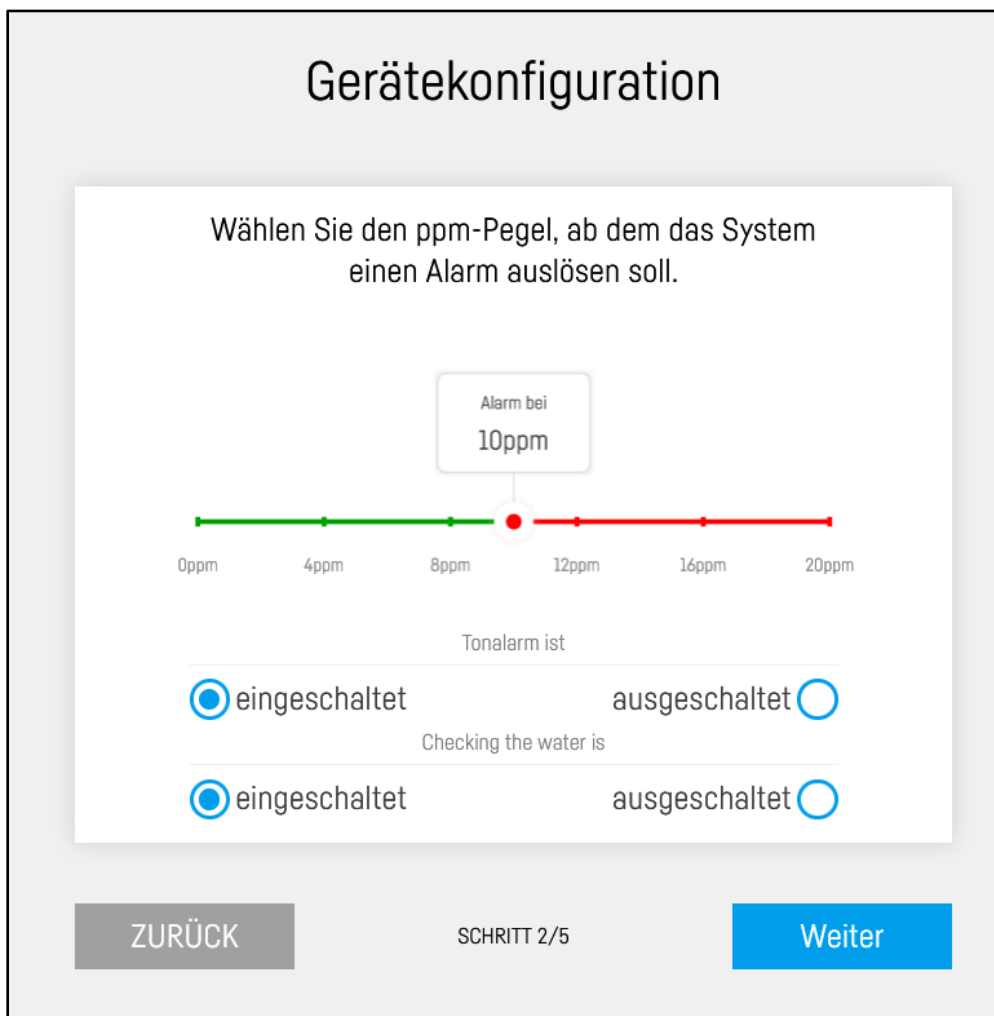 Gerätekonfiguration
Wählen Sie den ppm-Pegel, ab dem das System
einen Alarm auslösen soll.
Alarm bei
10ppm
0ppm 4ppm 8ppm 12ppm 16ppm 20ppm
Tonalarm ist
eingeschaltet ausgeschaltet
Checking the water is
eingeschaltet ausgeschaltet
ZURÜCK SCHRITT 2/5 Weiter